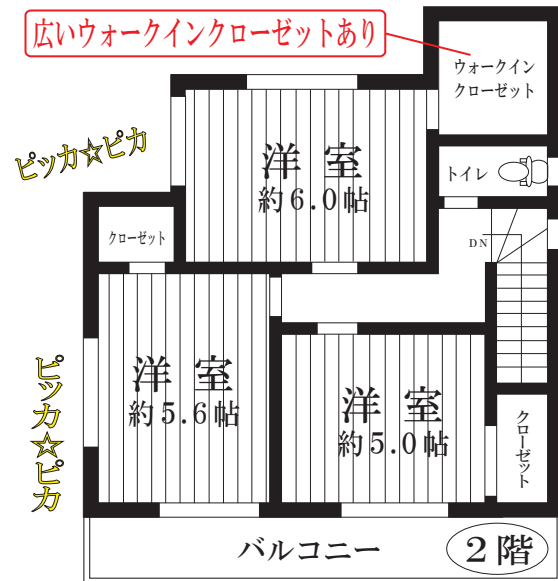 広いウォークインクローゼットあり
ウォークイン
クローゼット
ピッカ☆ピカ
洋室
約6.0帖
トイレ
クローゼット
DN
ピッカ☆ピカ
洋室
約5.6帖
洋室
約5.0帖
クローゼット
バルコニー
2階